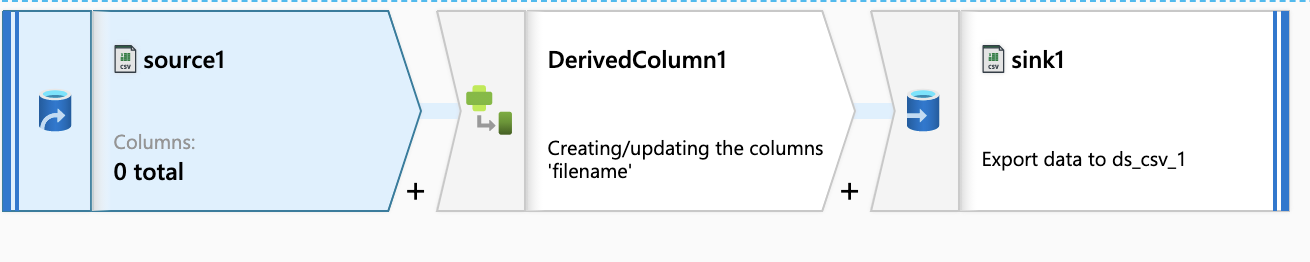 source1
Columns:
0 total
+
DerivedColumn1
Creating/updating the columns
'filename'
+
sink1
Export data to ds_csv_1